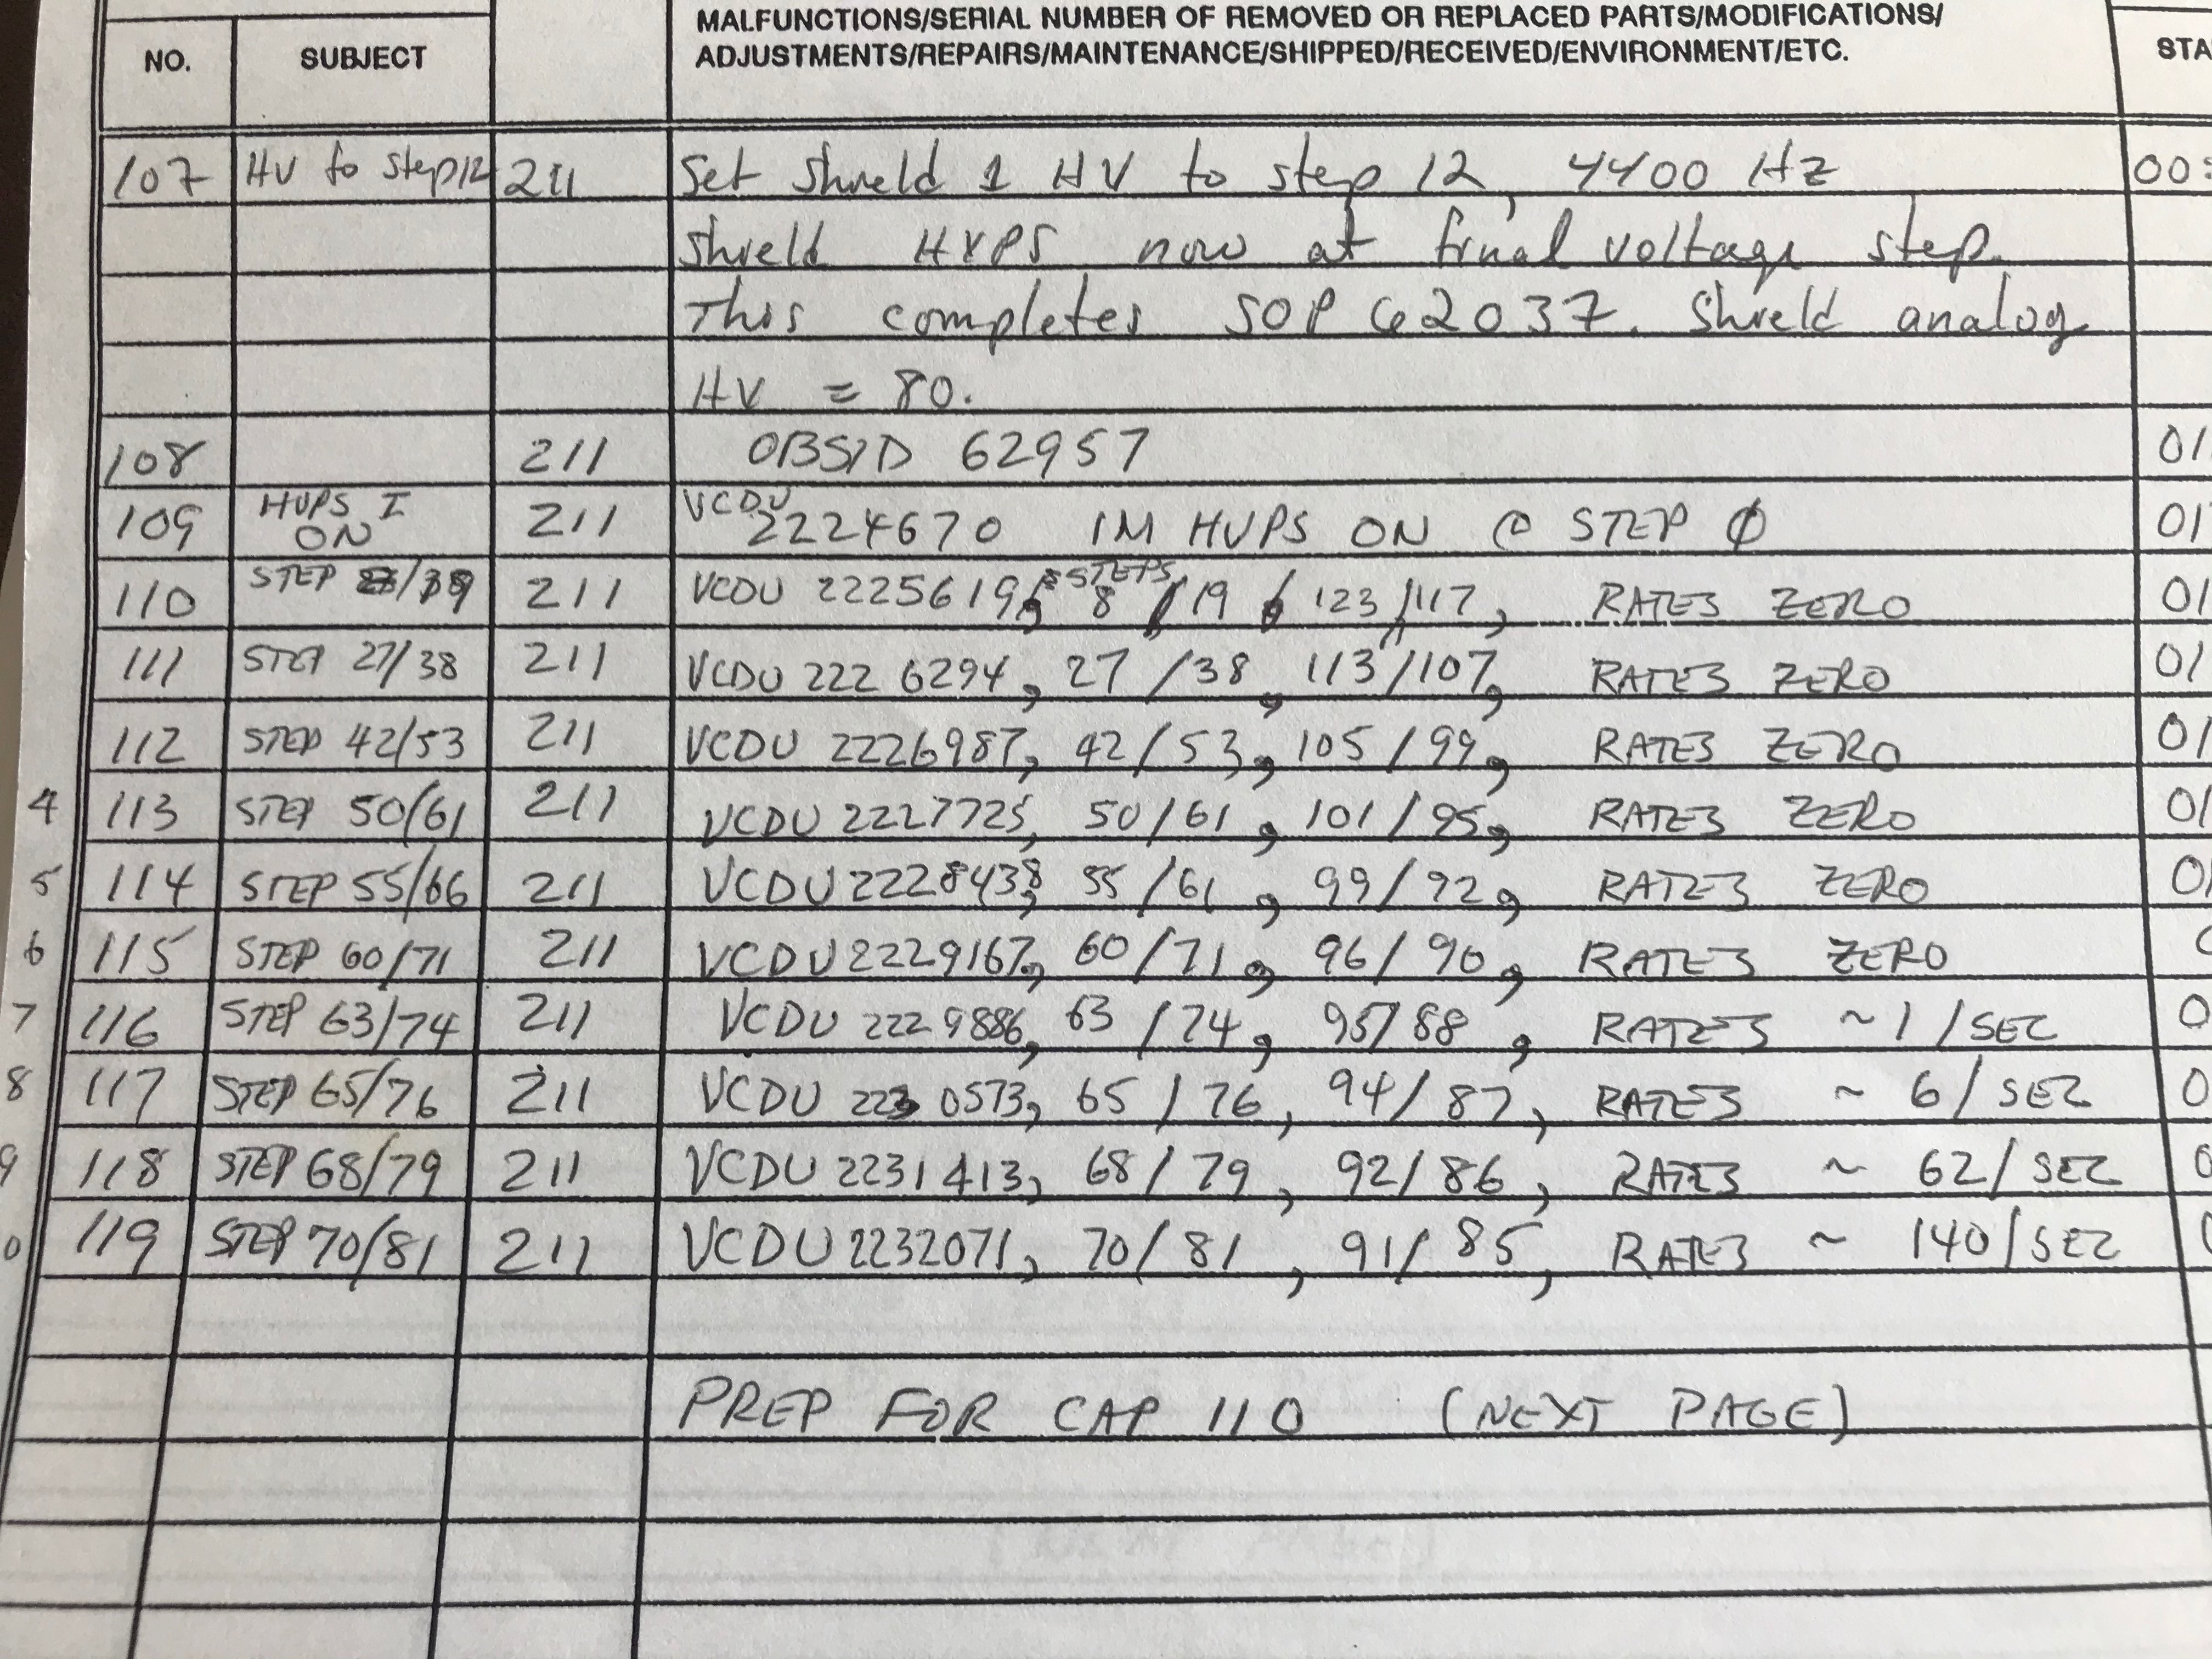 MALFUNCTIONS/SERIAL NUMBER OF REMOVED OR REPLACED PARTS/MODIFICATIONS/
NO. SUBJECT ADJUSTMENTS/REPAIRS/MAINTENANCE/SHIPPED/RECEIVED/ENVIRONMENT/ETC. STA
107 HV to step 12 211 Set Shield 1 HV to step 12, 4400 Hz 00:
Shield HVPS now at final voltage step.
This completes SOP 62037. Shield analog
HV = 80.
108 211 OBSID 62957 01
109 HVPS I ON 211 VCDU 2224670 IM HVPS ON @ STEP Ø 01
110 STEP 211 VCDU 2225619, STEPS 8/19, 123/117, RATES ZERO 01
111 STEP 27/38 211 VCDU 2226294, 27/38, 113/107, RATES ZERO 01
112 STEP 42/53 211 VCDU 2226987, 42/53, 105/99, RATES ZERO 01
4 113 STEP 50/61 211 VCDU 2227725, 50/61, 101/95, RATES ZERO 01
5 114 STEP 55/66 211 VCDU 2228438, 55/61, 99/92, RATES ZERO 0
6 115 STEP 60/71 211 VCDU 2229167, 60/71, 96/90, RATES ZERO
7 116 STEP 63/74 211 VCDU 2229886, 63/74, 95/88, RATES ~1/SEC 0
8 117 STEP 65/76 211 VCDU 2230573, 65/76, 94/87, RATES ~ 6/SEC 0
9 118 STEP 68/79 211 VCDU 2231413, 68/79, 92/86, RATES ~ 62/SEC 0
0 119 STEP 70/81 211 VCDU 2232071, 70/81, 91/85, RATES ~ 140/SEC
PREP FOR CAP 110 (NEXT PAGE)